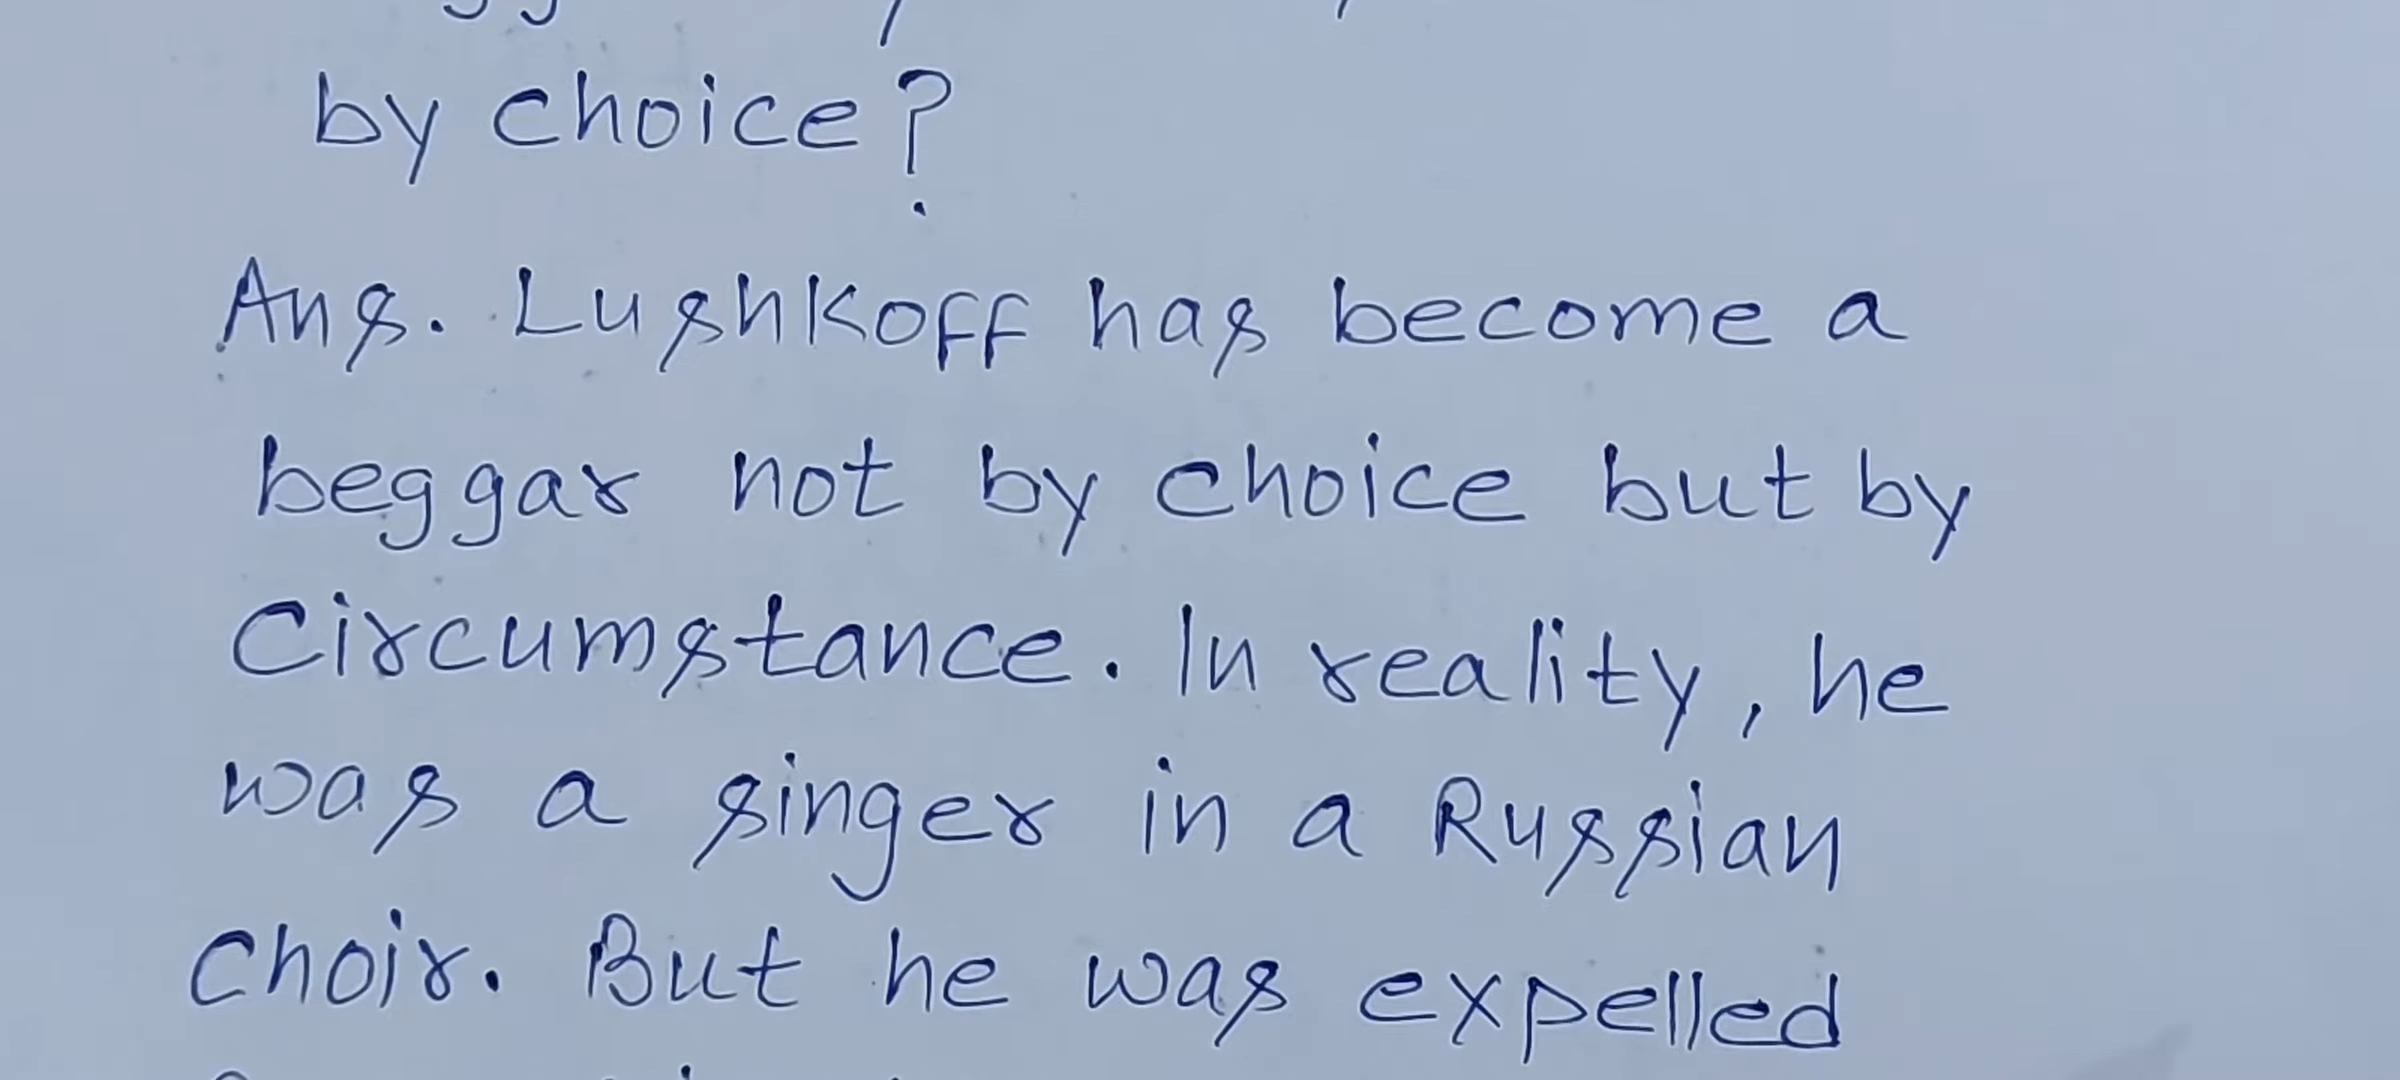 by choice?
Ans. Lushkoff has become a
beggar not by choice but by
Circumstance. In reality, he
was a singer in a Russian
Choir. But he was expelled